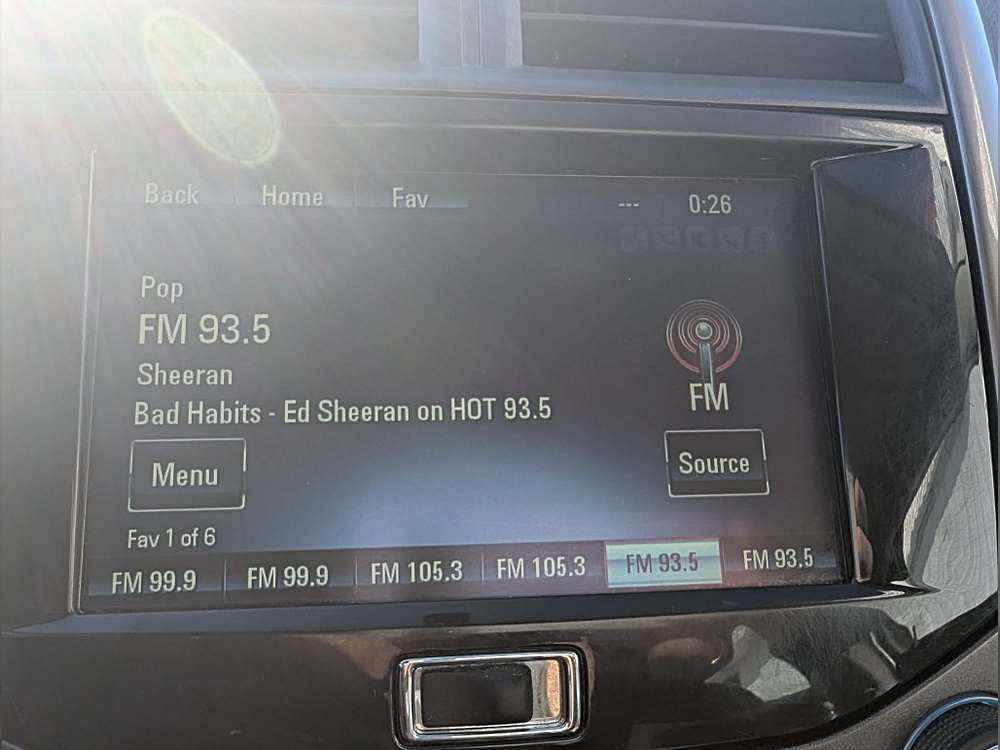 Back Home Fav --- 0:26
Pop
FM 93.5
Sheeran
Bad Habits - Ed Sheeran on HOT 93.5
FM
Menu Source
Fav 1 of 6
FM 99.9 FM 99.9 FM 105.3 FM 105.3 FM 93.5 FM 93.5